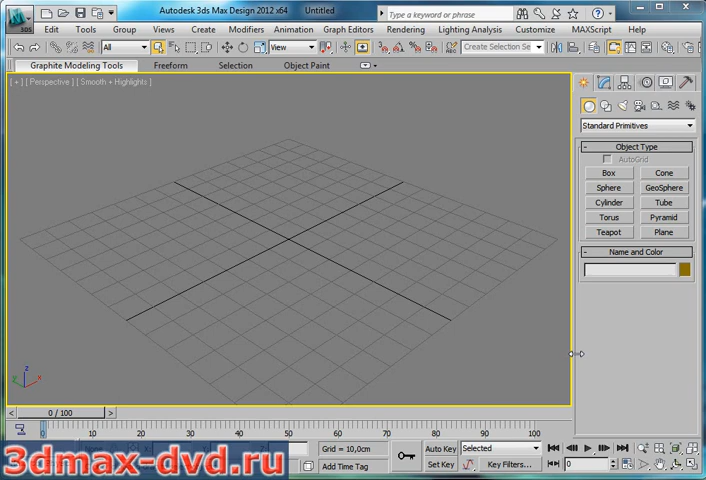 Autodesk 3ds Max Design 2012 x64 Untitled
Type a keyword or phrase
3DS
Edit Tools Group Views Create Modifiers Animation Graph Editors Rendering Lighting Analysis Customize MAXScript Help
All View Create Selection Se
Graphite Modeling Tools Freeform Selection Object Paint
[ + ] [ Perspective ] [ Smooth + Highlights ]
Standard Primitives
- Object Type
AutoGrid
Box Cone
Sphere GeoSphere
Cylinder Tube
Torus Pyramid
Teapot Plane
- Name and Color
z
y x
< 0 / 100 >
0 10 20 30 40 50 60 70 80 90 100
Grid = 10,0cm Auto Key Selected
Add Time Tag Set Key Key Filters... 0
3dmax-dvd.ru